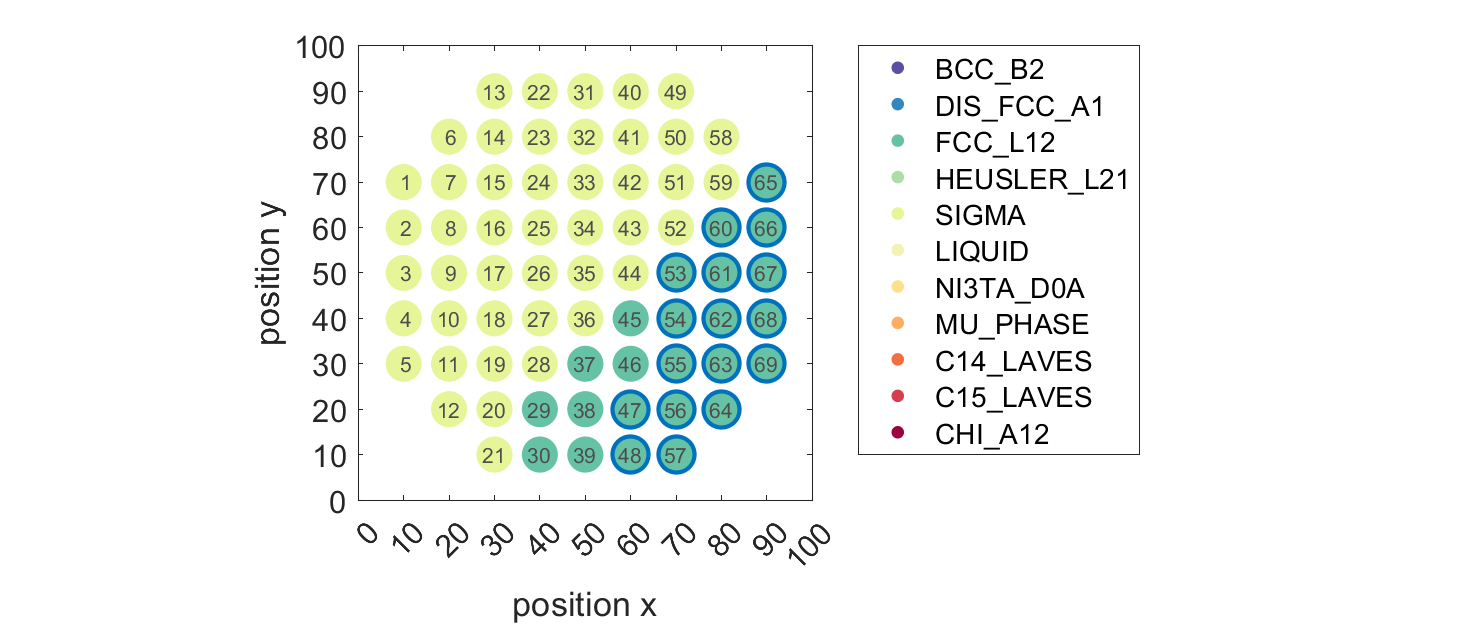 100
90
80
70
60
50
40
30
20
10
0
position y
13 22 31 40 49
6 14 23 32 41 50 58
1 7 15 24 33 42 51 59 65
2 8 16 25 34 43 52 60 66
3 9 17 26 35 44 53 61 67
4 10 18 27 36 45 54 62 68
5 11 19 28 37 46 55 63 69
12 20 29 38 47 56 64
21 30 39 48 57
0 10 20 30 40 50 60 70 80 90 100
position x
BCC_B2
DIS_FCC_A1
FCC_L12
HEUSLER_L21
SIGMA
LIQUID
NI3TA_D0A
MU_PHASE
C14_LAVES
C15_LAVES
CHI_A12